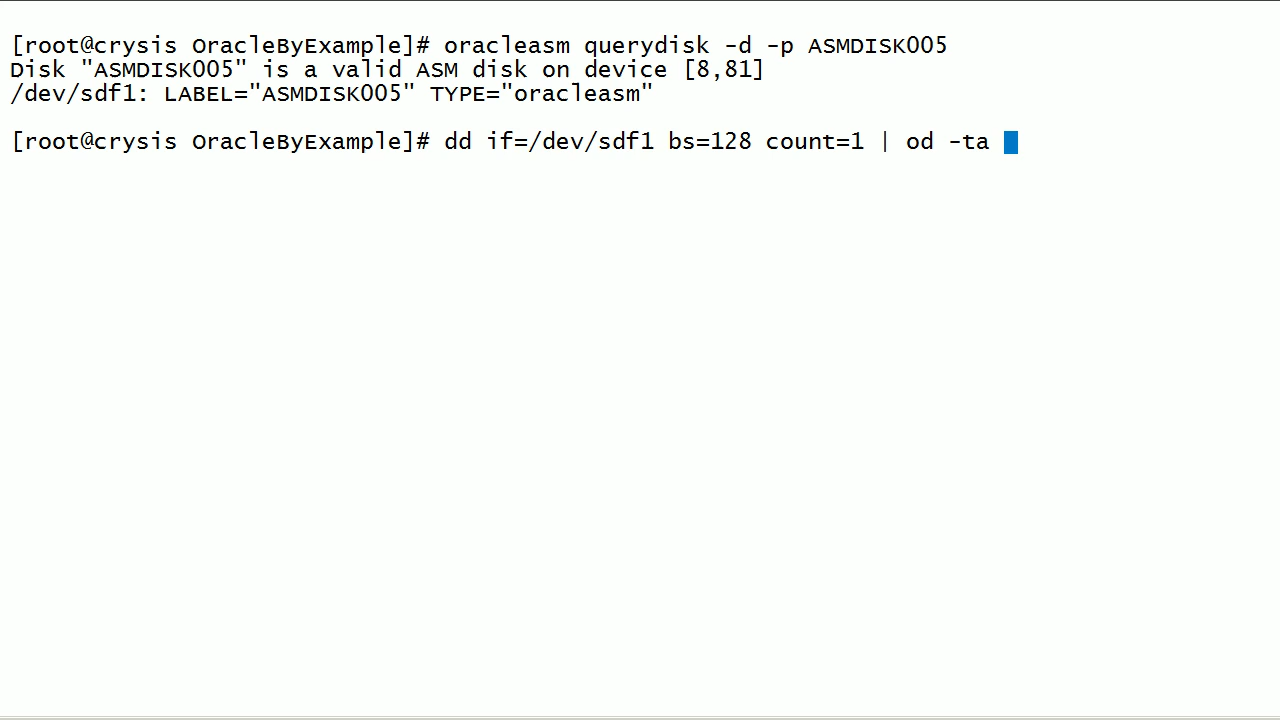 [root@crysis OracleByExample]# oracleasm querydisk -d -p ASMDISK005
Disk "ASMDISK005" is a valid ASM disk on device [8,81]
/dev/sdf1: LABEL="ASMDISK005" TYPE="oracleasm"
[root@crysis OracleByExample]# dd if=/dev/sdf1 bs=128 count=1 | od -ta